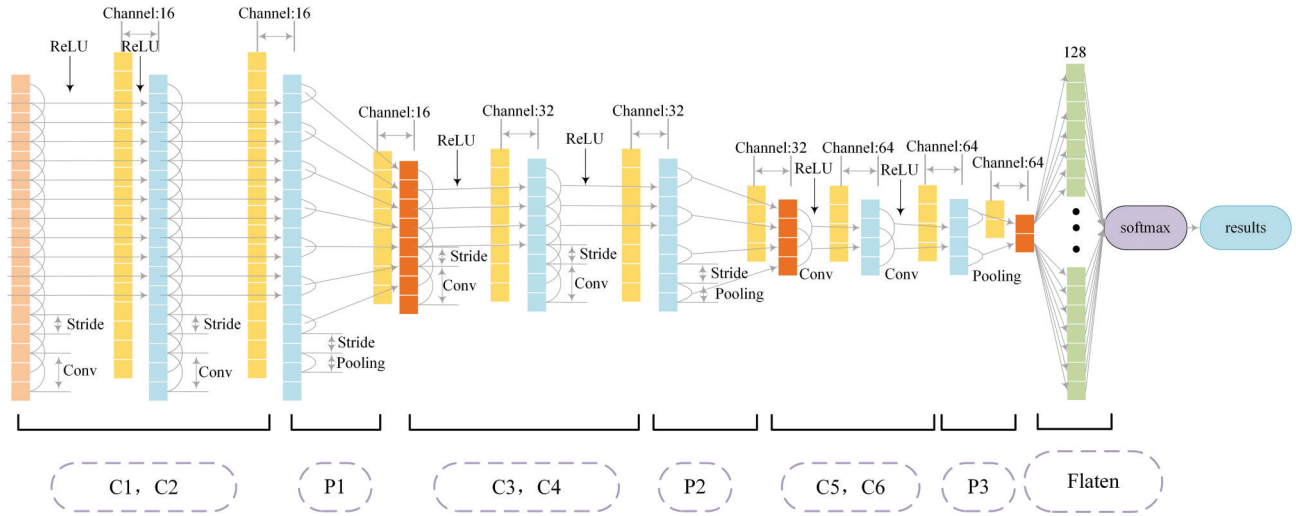 Channel:16
Channel:16
ReLU
ReLU
128
Channel:16
Channel:32
Channel:32
ReLU
ReLU
Channel:32
Channel:64
Channel:64
Channel:64
ReLU
ReLU
softmax
results
Stride
Conv
Stride
Conv
Stride
Pooling
Stride
Conv
Stride
Conv
Stride
Pooling
Conv
Conv
Pooling
C1，C2
P1
C3，C4
P2
C5，C6
P3
Flaten